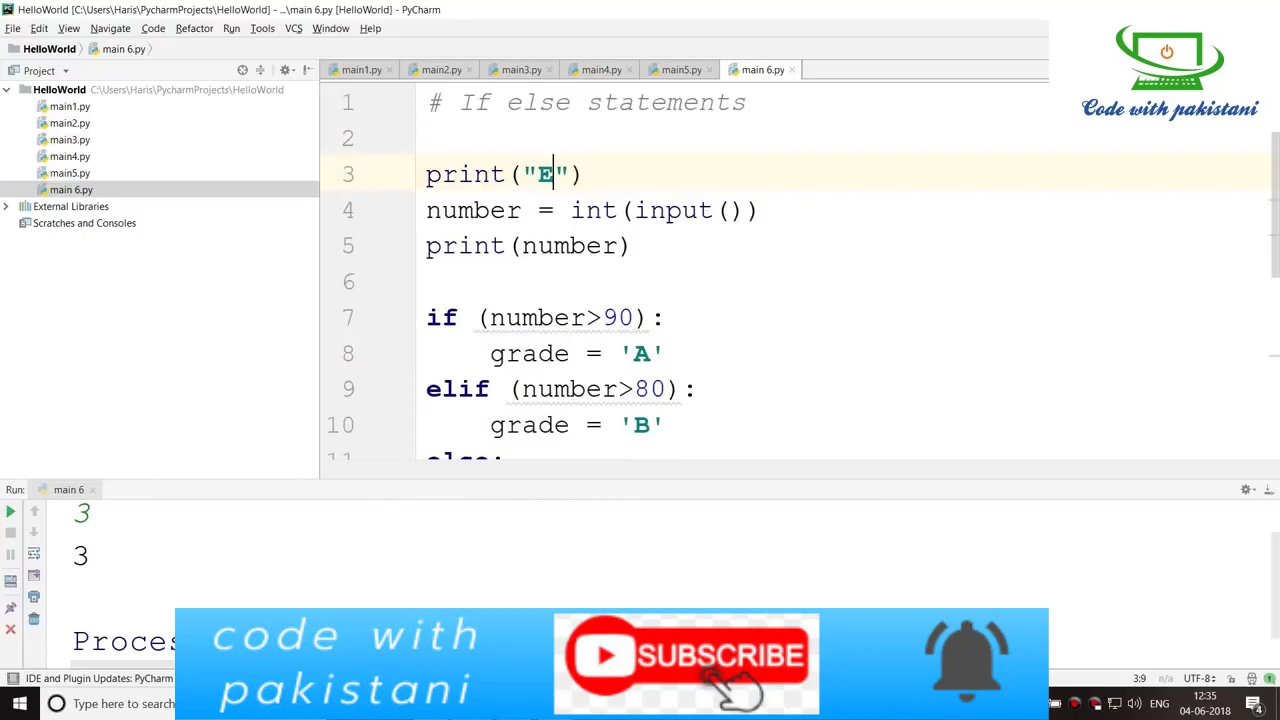 HelloWorld [C:\Users\Haris\PycharmProjects\HelloWorld] - ...\main 6.py [HelloWorld] - PyCharm
File Edit View Navigate Code Refactor Run Tools VCS Window Help
HelloWorld main 6.py
Project
main1.py main2.py main3.py main4.py main5.py main 6.py
HelloWorld C:\Users\Haris\PycharmProjects\HelloWorld
main1.py
main2.py
main3.py
main4.py
main5.py
main 6.py
External Libraries
Scratches and Consoles
1 # If else statements
2
3 print("E")
4 number = int(input())
5 print(number)
6
7 if (number>90):
8 grade = 'A'
9 elif (number>80):
10 grade = 'B'
11 else:
Code with pakistani
Run: main 6
3
3
Proces
code with
pakistani
SUBSCRIBE
IDE and Plugin Updates: PyCharm
3:9 n/a UTF-8
1
Type here to search
12:35
04-06-2018
4